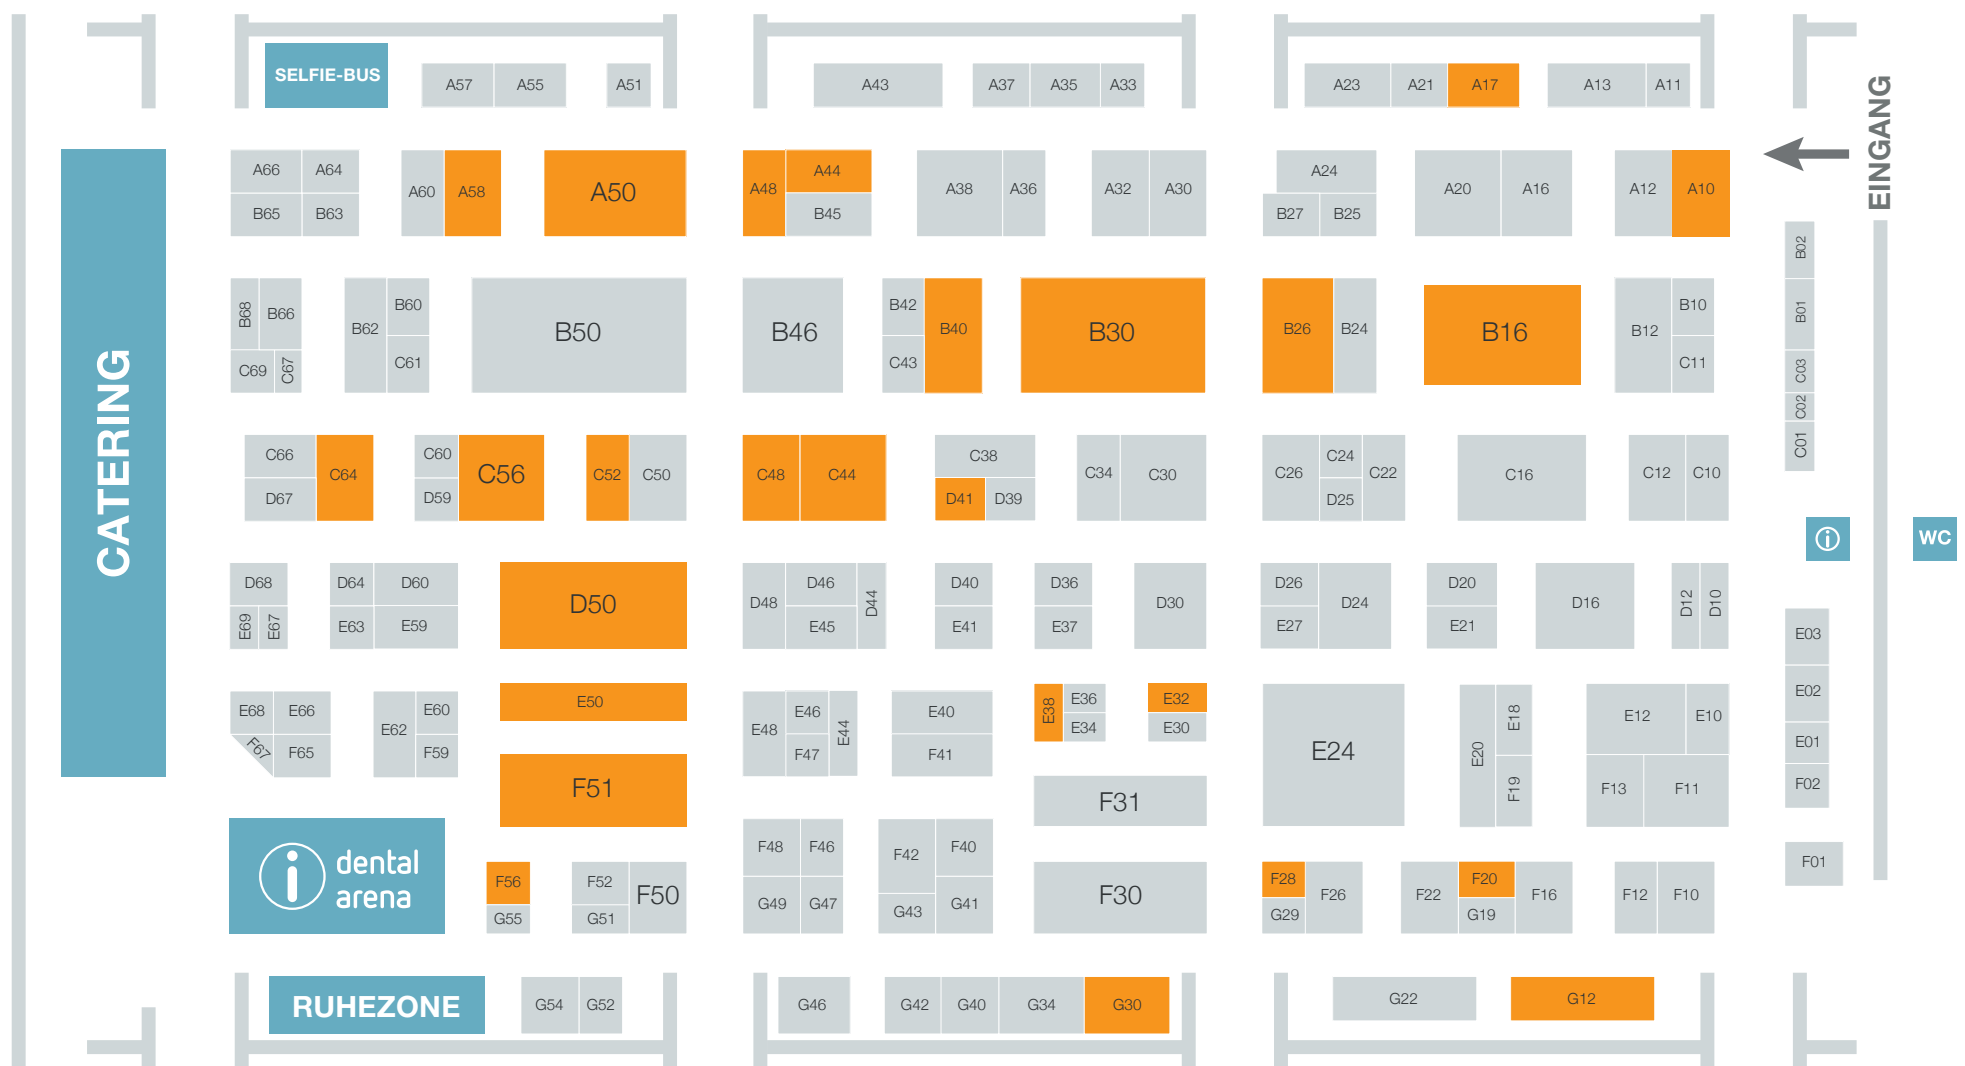 SELFIE-BUS
A57
A55
A51
A43
A37
A35
A33
A23
A21
A17
A13
A11
EINGANG
A66
A64
A60
A58
A50
A48
A44
A38
A36
A32
A30
A24
A20
A16
A12
A10
B65
B63
B45
B27
B25
B02
CATERING
B68
B66
B62
B60
B50
B46
B42
B40
B30
B26
B24
B16
B12
B10
B01
C69
C67
C61
C43
C11
C03
C02
C01
C66
C64
C60
C56
C52
C50
C48
C44
C38
C34
C30
C26
C24
C22
C16
C12
C10
D67
D59
D41
D39
D25
i
WC
D68
D64
D60
D50
D48
D46
D44
D40
D36
D30
D26
D24
D20
D16
D12
D10
E69
E67
E63
E59
E45
E41
E37
E27
E21
E03
E68
E66
E62
E60
E50
E48
E46
E44
E40
E38
E36
E34
E32
E30
E24
E20
E18
E12
E10
E02
E01
F67
F65
F59
F51
F47
F41
F31
F19
F13
F11
F02
i dental
arena
F56
F52
F50
F48
F46
F42
F40
F30
F28
F26
F22
F20
F16
F12
F10
F01
G55
G51
G49
G47
G43
G41
G29
G19
RUHEZONE
G54
G52
G46
G42
G40
G34
G30
G22
G12